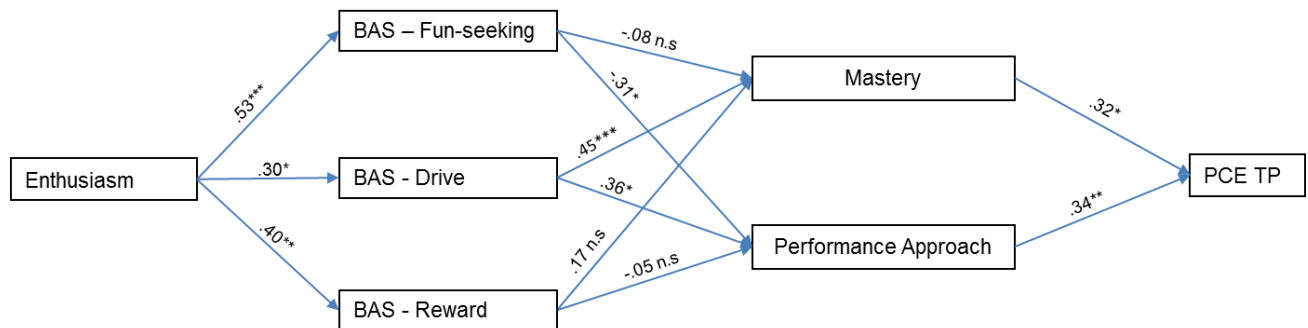 BAS – Fun-seeking
-.08 n.s
Mastery
.53***
-.31*
.32*
.45***
Enthusiasm
.30*
BAS - Drive
PCE TP
.36*
.34**
.40**
.17 n.s
Performance Approach
-.05 n.s
BAS - Reward